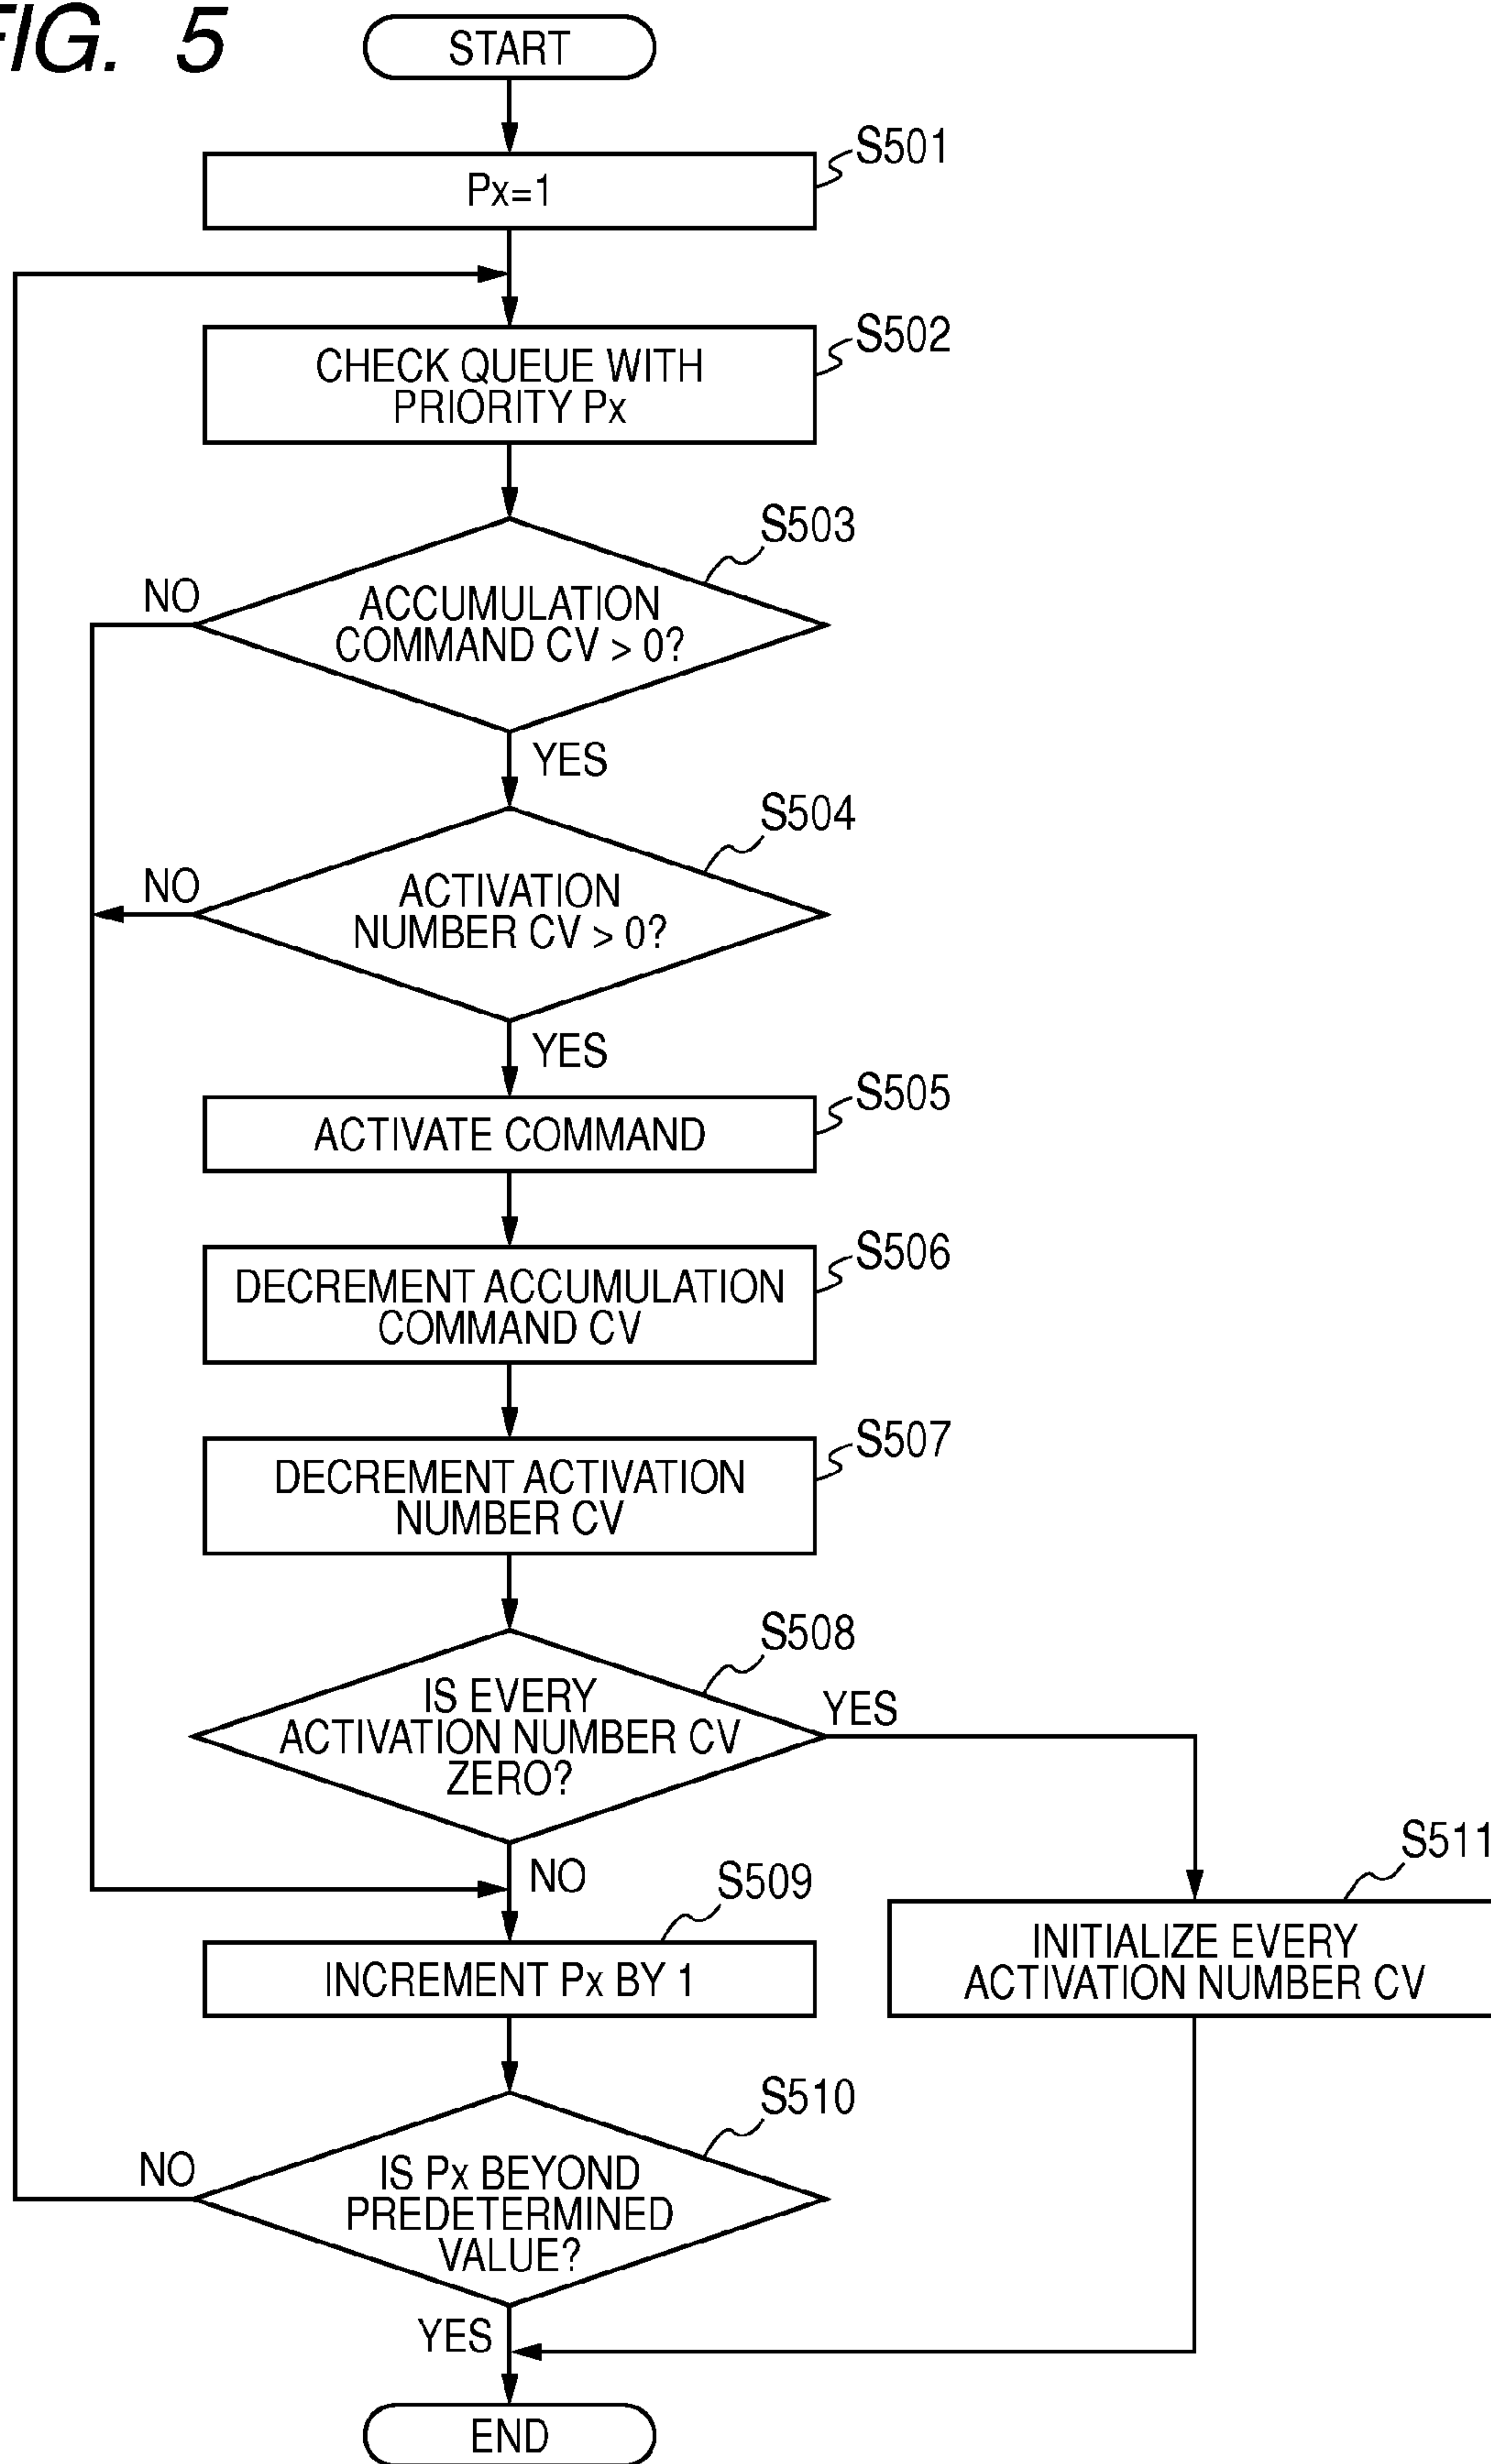 FIG. 5
START
S501
Px=1
S502
CHECK QUEUE WITH
PRIORITY Px
S503
NO
ACCUMULATION
COMMAND CV > 0?
YES
S504
NO
ACTIVATION
NUMBER CV > 0?
YES
S505
ACTIVATE COMMAND
S506
DECREMENT ACCUMULATION
COMMAND CV
S507
DECREMENT ACTIVATION
NUMBER CV
S508
IS EVERY
ACTIVATION NUMBER CV
ZERO?
YES
NO
S509
S511
INCREMENT Px BY 1
INITIALIZE EVERY
ACTIVATION NUMBER CV
S510
NO
IS Px BEYOND
PREDETERMINED
VALUE?
YES
END